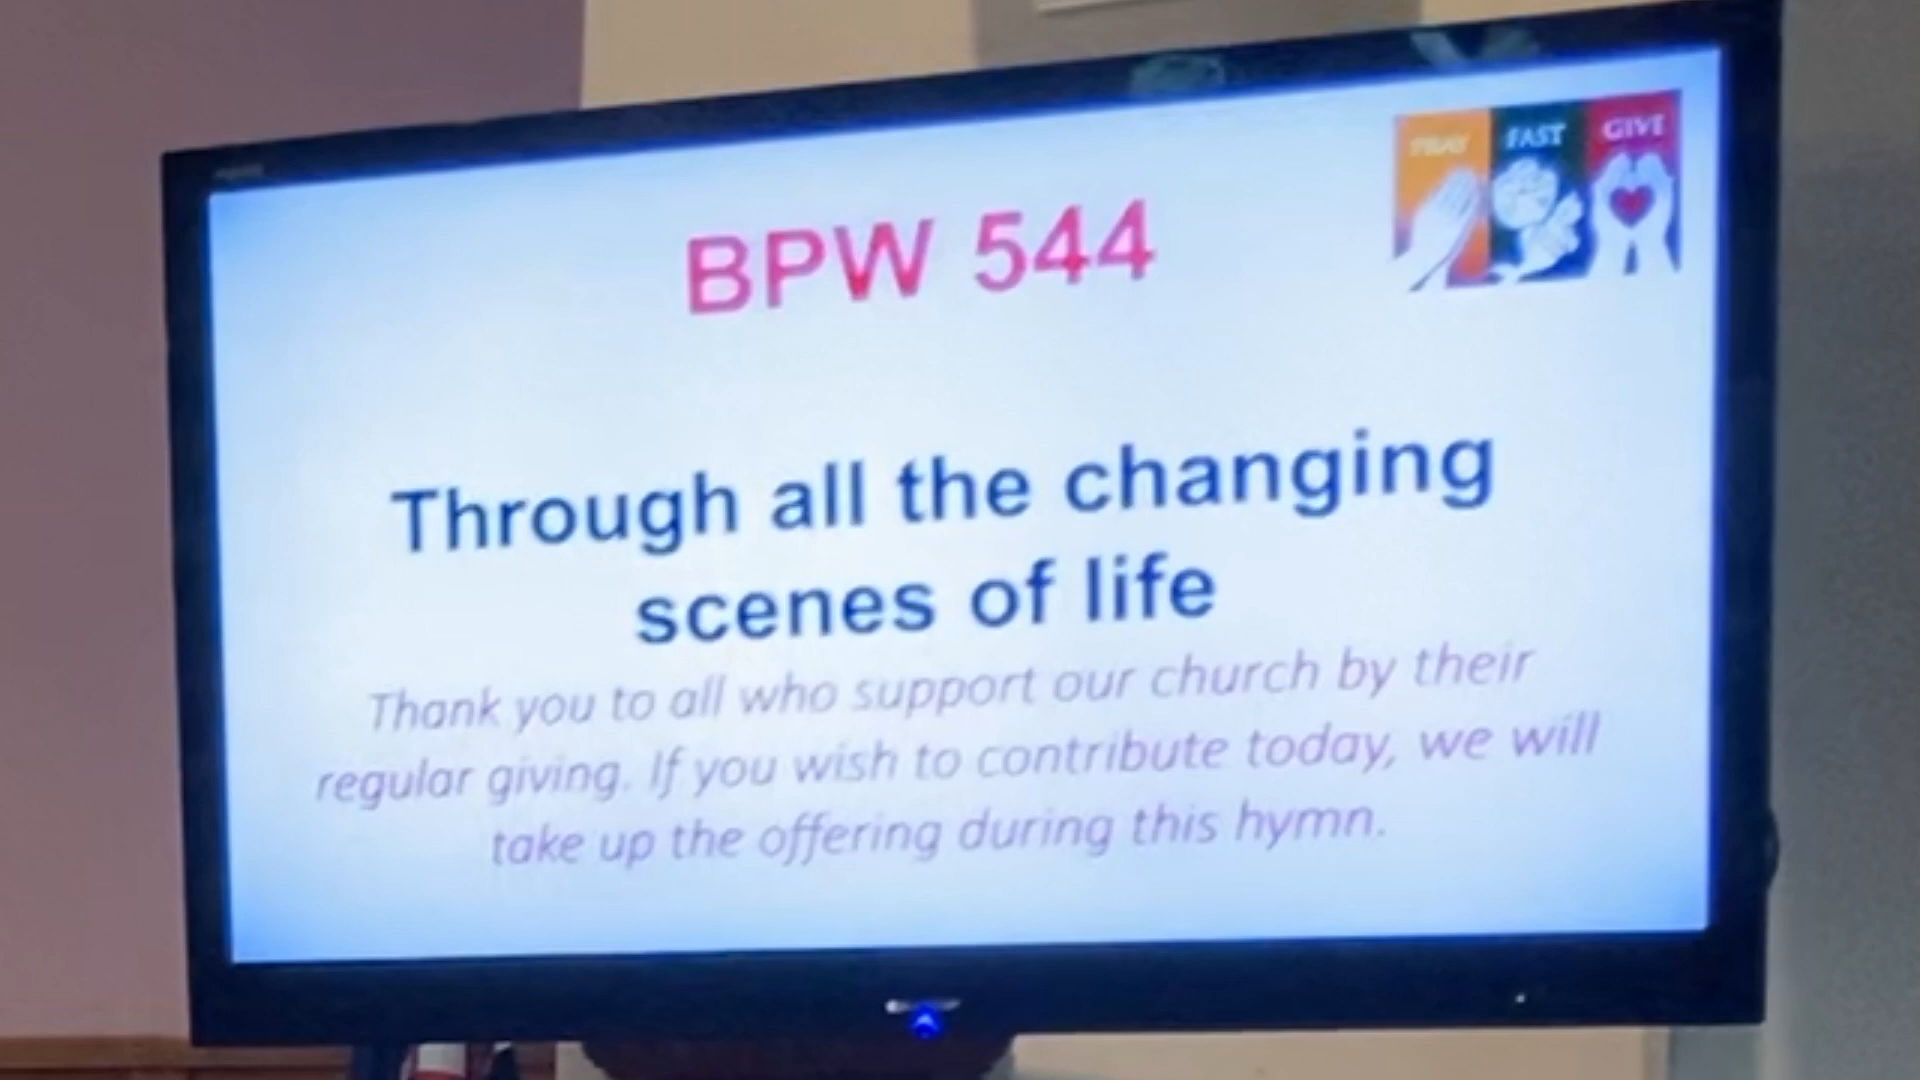 PRAY FAST GIVE
BPW 544
Through all the changing
scenes of life
Thank you to all who support our church by their
regular giving. If you wish to contribute today, we will
take up the offering during this hymn.